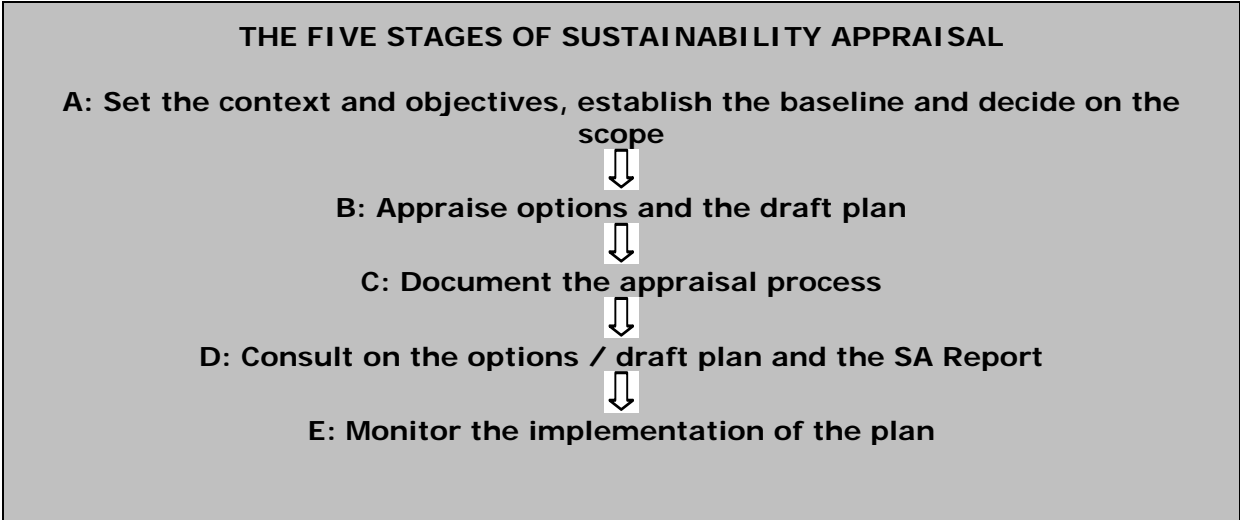 THE FIVE STAGES OF SUSTAINABILITY APPRAISAL
A: Set the context and objectives, establish the baseline and decide on the
scope
B: Appraise options and the draft plan
C: Document the appraisal process
D: Consult on the options / draft plan and the SA Report
E: Monitor the implementation of the plan